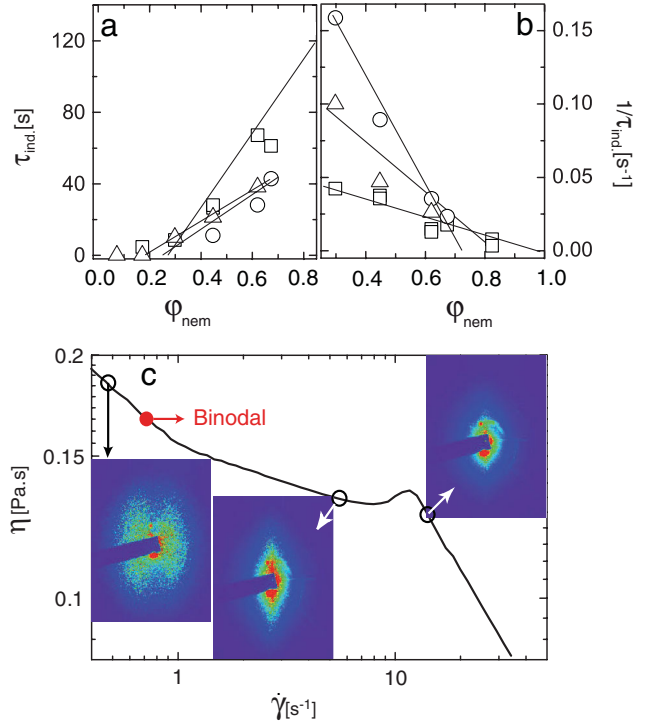 a
b
120
80
40
0
τind.[s]
0.15
0.10
0.05
0.00
1/τind.[s-1]
0.0 0.2 0.4 0.6 0.8
0.4 0.6 0.8 1.0
φnem
φnem
c
0.2
0.15
0.1
η[Pa.s]
Binodal
1 10
γ̇[s-1]